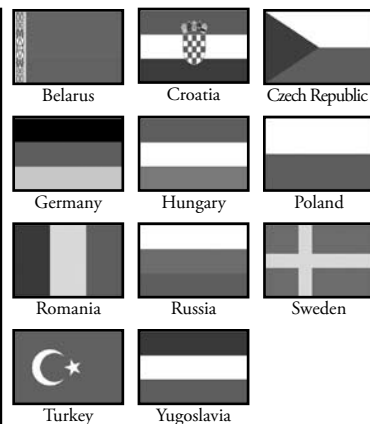 Belarus
Croatia
Czech Republic
Germany
Hungary
Poland
Romania
Russia
Sweden
Turkey
Yugoslavia